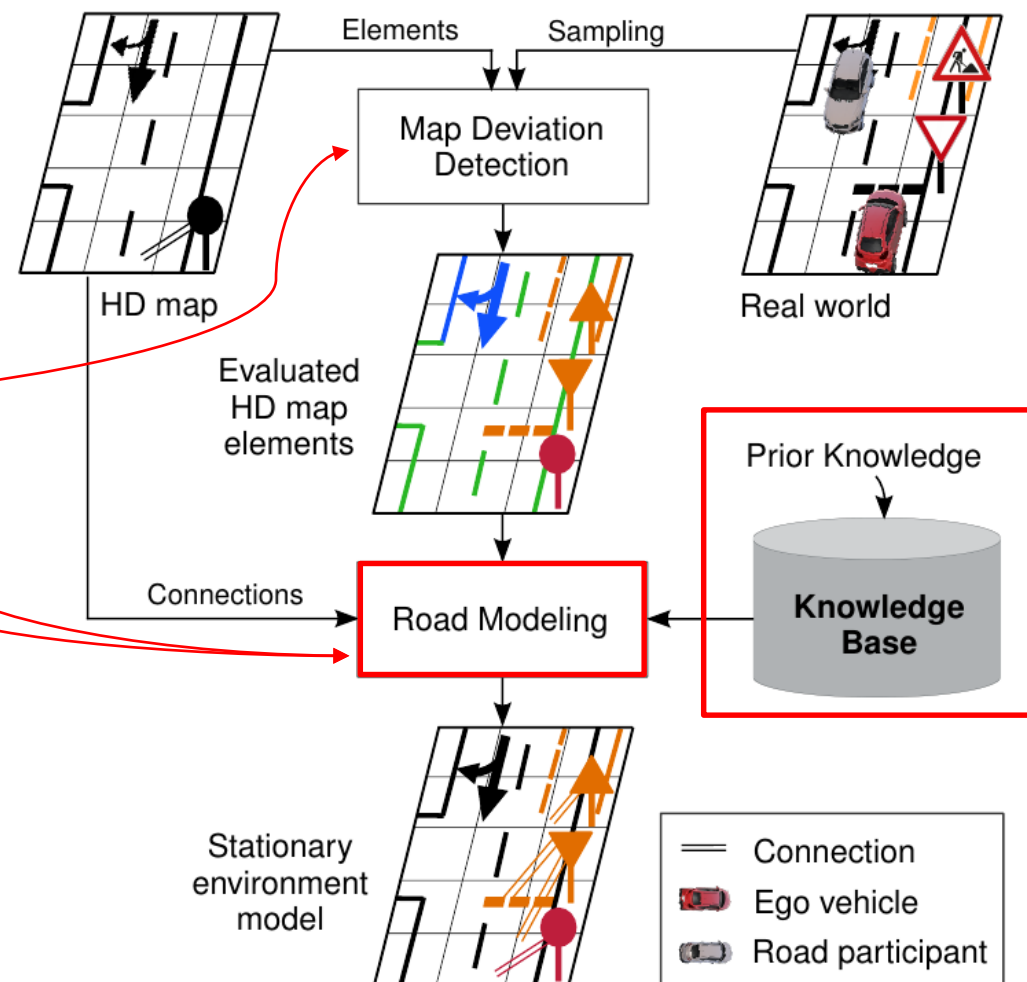 Elements
Sampling
Map Deviation
Detection
HD map
Real world
Evaluated
HD map
elements
Prior Knowledge
Connections
Road Modeling
Knowledge
Base
Stationary
environment
model
Connection
Ego vehicle
Road participant